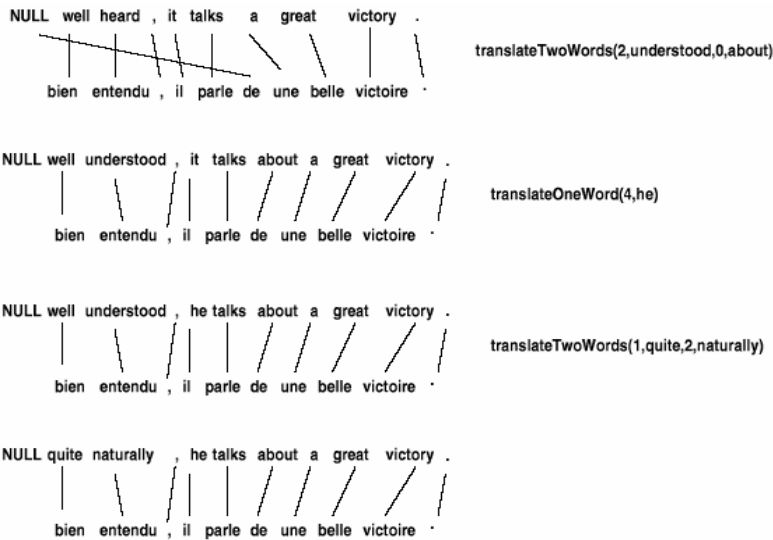 NULL well heard , it talks a great victory .
translateTwoWords(2,understood,0,about)
bien entendu , il parle de une belle victoire .
NULL well understood , it talks about a great victory .
translateOneWord(4,he)
bien entendu , il parle de une belle victoire .
NULL well understood , he talks about a great victory .
translateTwoWords(1,quite,2,naturally)
bien entendu , il parle de une belle victoire .
NULL quite naturally , he talks about a great victory .
bien entendu , il parle de une belle victoire .